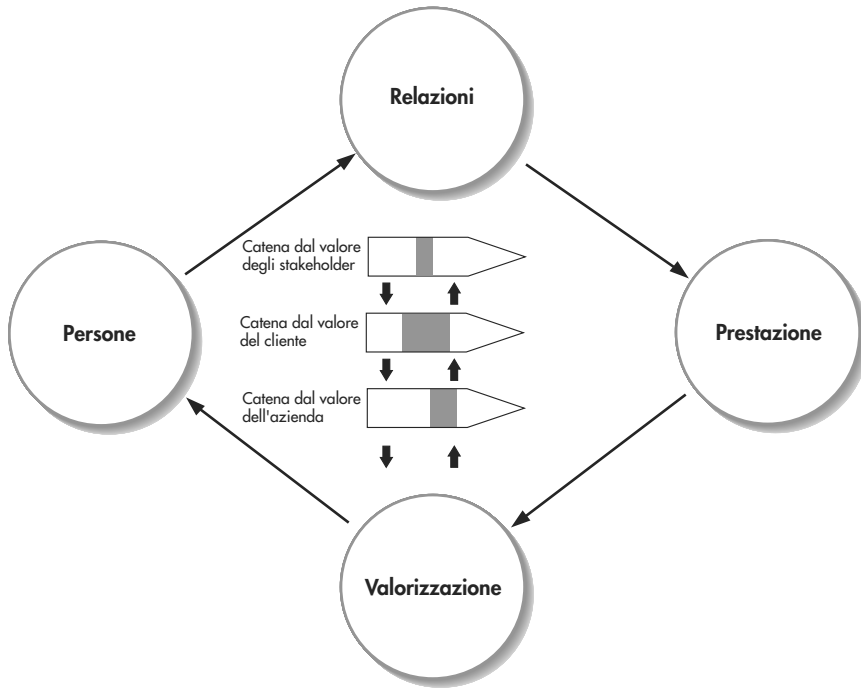 Relazioni
Catena dal valore
degli stakeholder
Persone
Catena dal valore
del cliente
Prestazione
Catena dal valore
dell'azienda
Valorizzazione